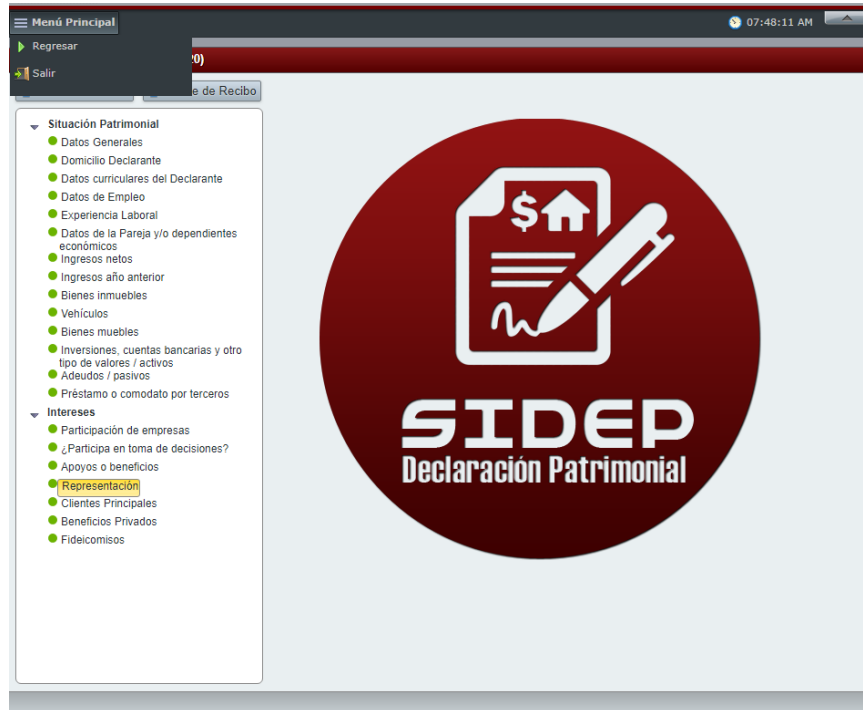 Menú Principal
07:48:11 AM
Regresar
20)
Salir
e de Recibo
Situación Patrimonial
Datos Generales
Domicilio Declarante
Datos curriculares del Declarante
Datos de Empleo
Experiencia Laboral
Datos de la Pareja y/o dependientes
económicos
Ingresos netos
Ingresos año anterior
Bienes inmuebles
Vehículos
Bienes muebles
Inversiones, cuentas bancarias y otro
tipo de valores / activos
Adeudos / pasivos
Préstamo o comodato por terceros
Intereses
Participación de empresas
¿Participa en toma de decisiones?
Apoyos o beneficios
Representación
Clientes Principales
Beneficios Privados
Fideicomisos
$
SIDEP
Declaración Patrimonial